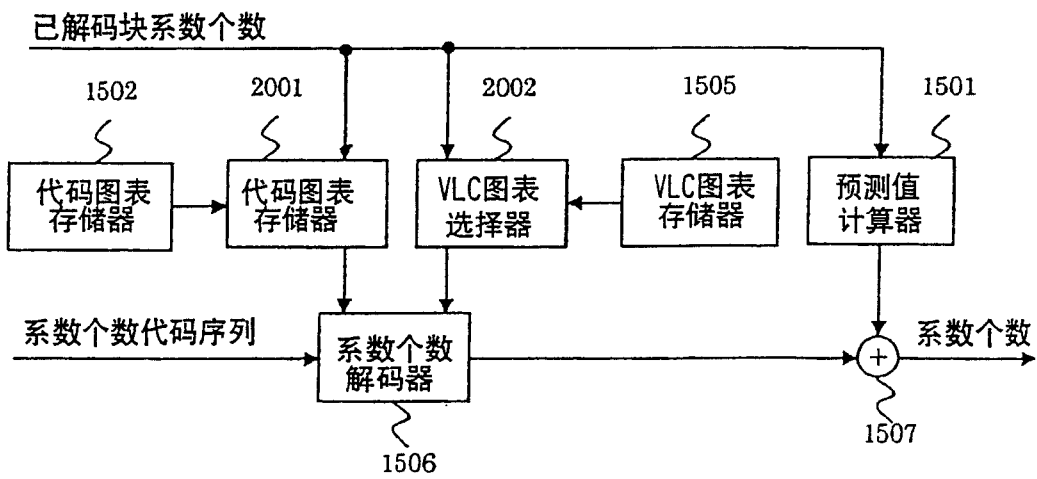 已解码块系数个数
1502
2001
2002
1505
1501
代码图表
存储器
代码图表
存储器
VLC图表
选择器
VLC图表
存储器
预测值
计算器
系数个数代码序列
系数个数
解码器
系数个数
1506
1507